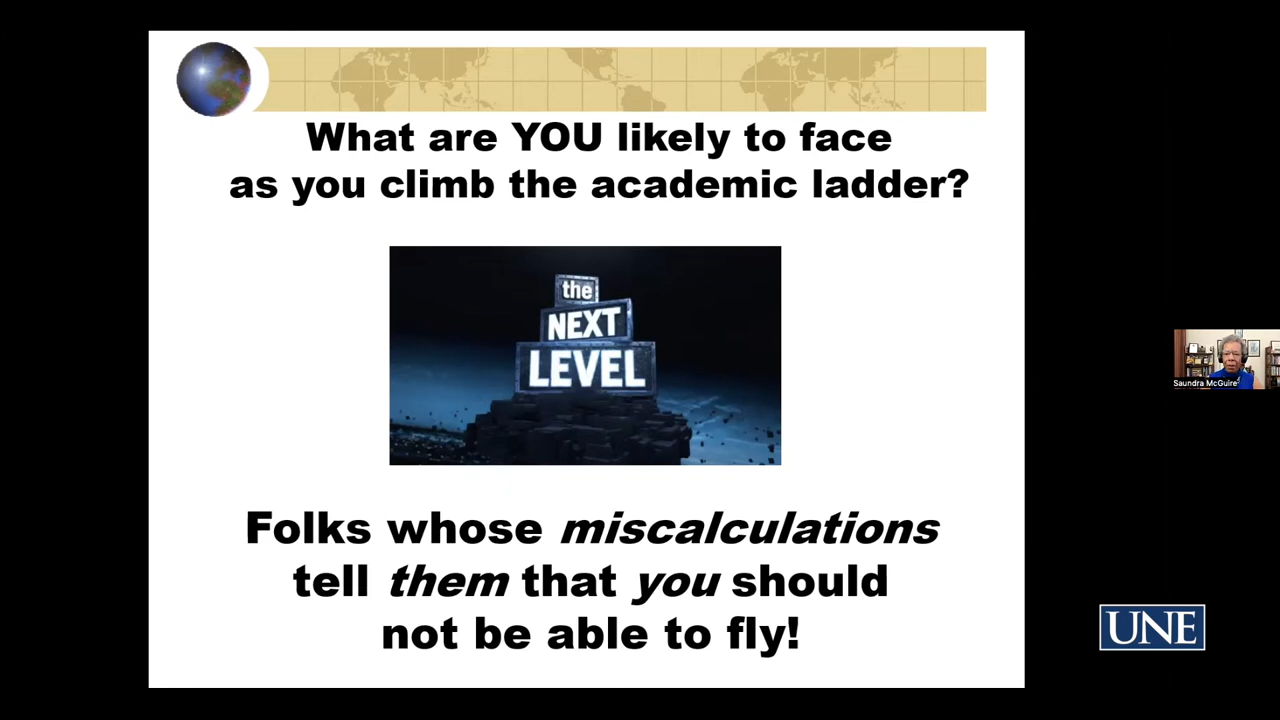 What are YOU likely to face
as you climb the academic ladder?
the
NEXT
LEVEL
Folks whose miscalculations
tell them that you should
not be able to fly!
Saundra McGuire
UNE